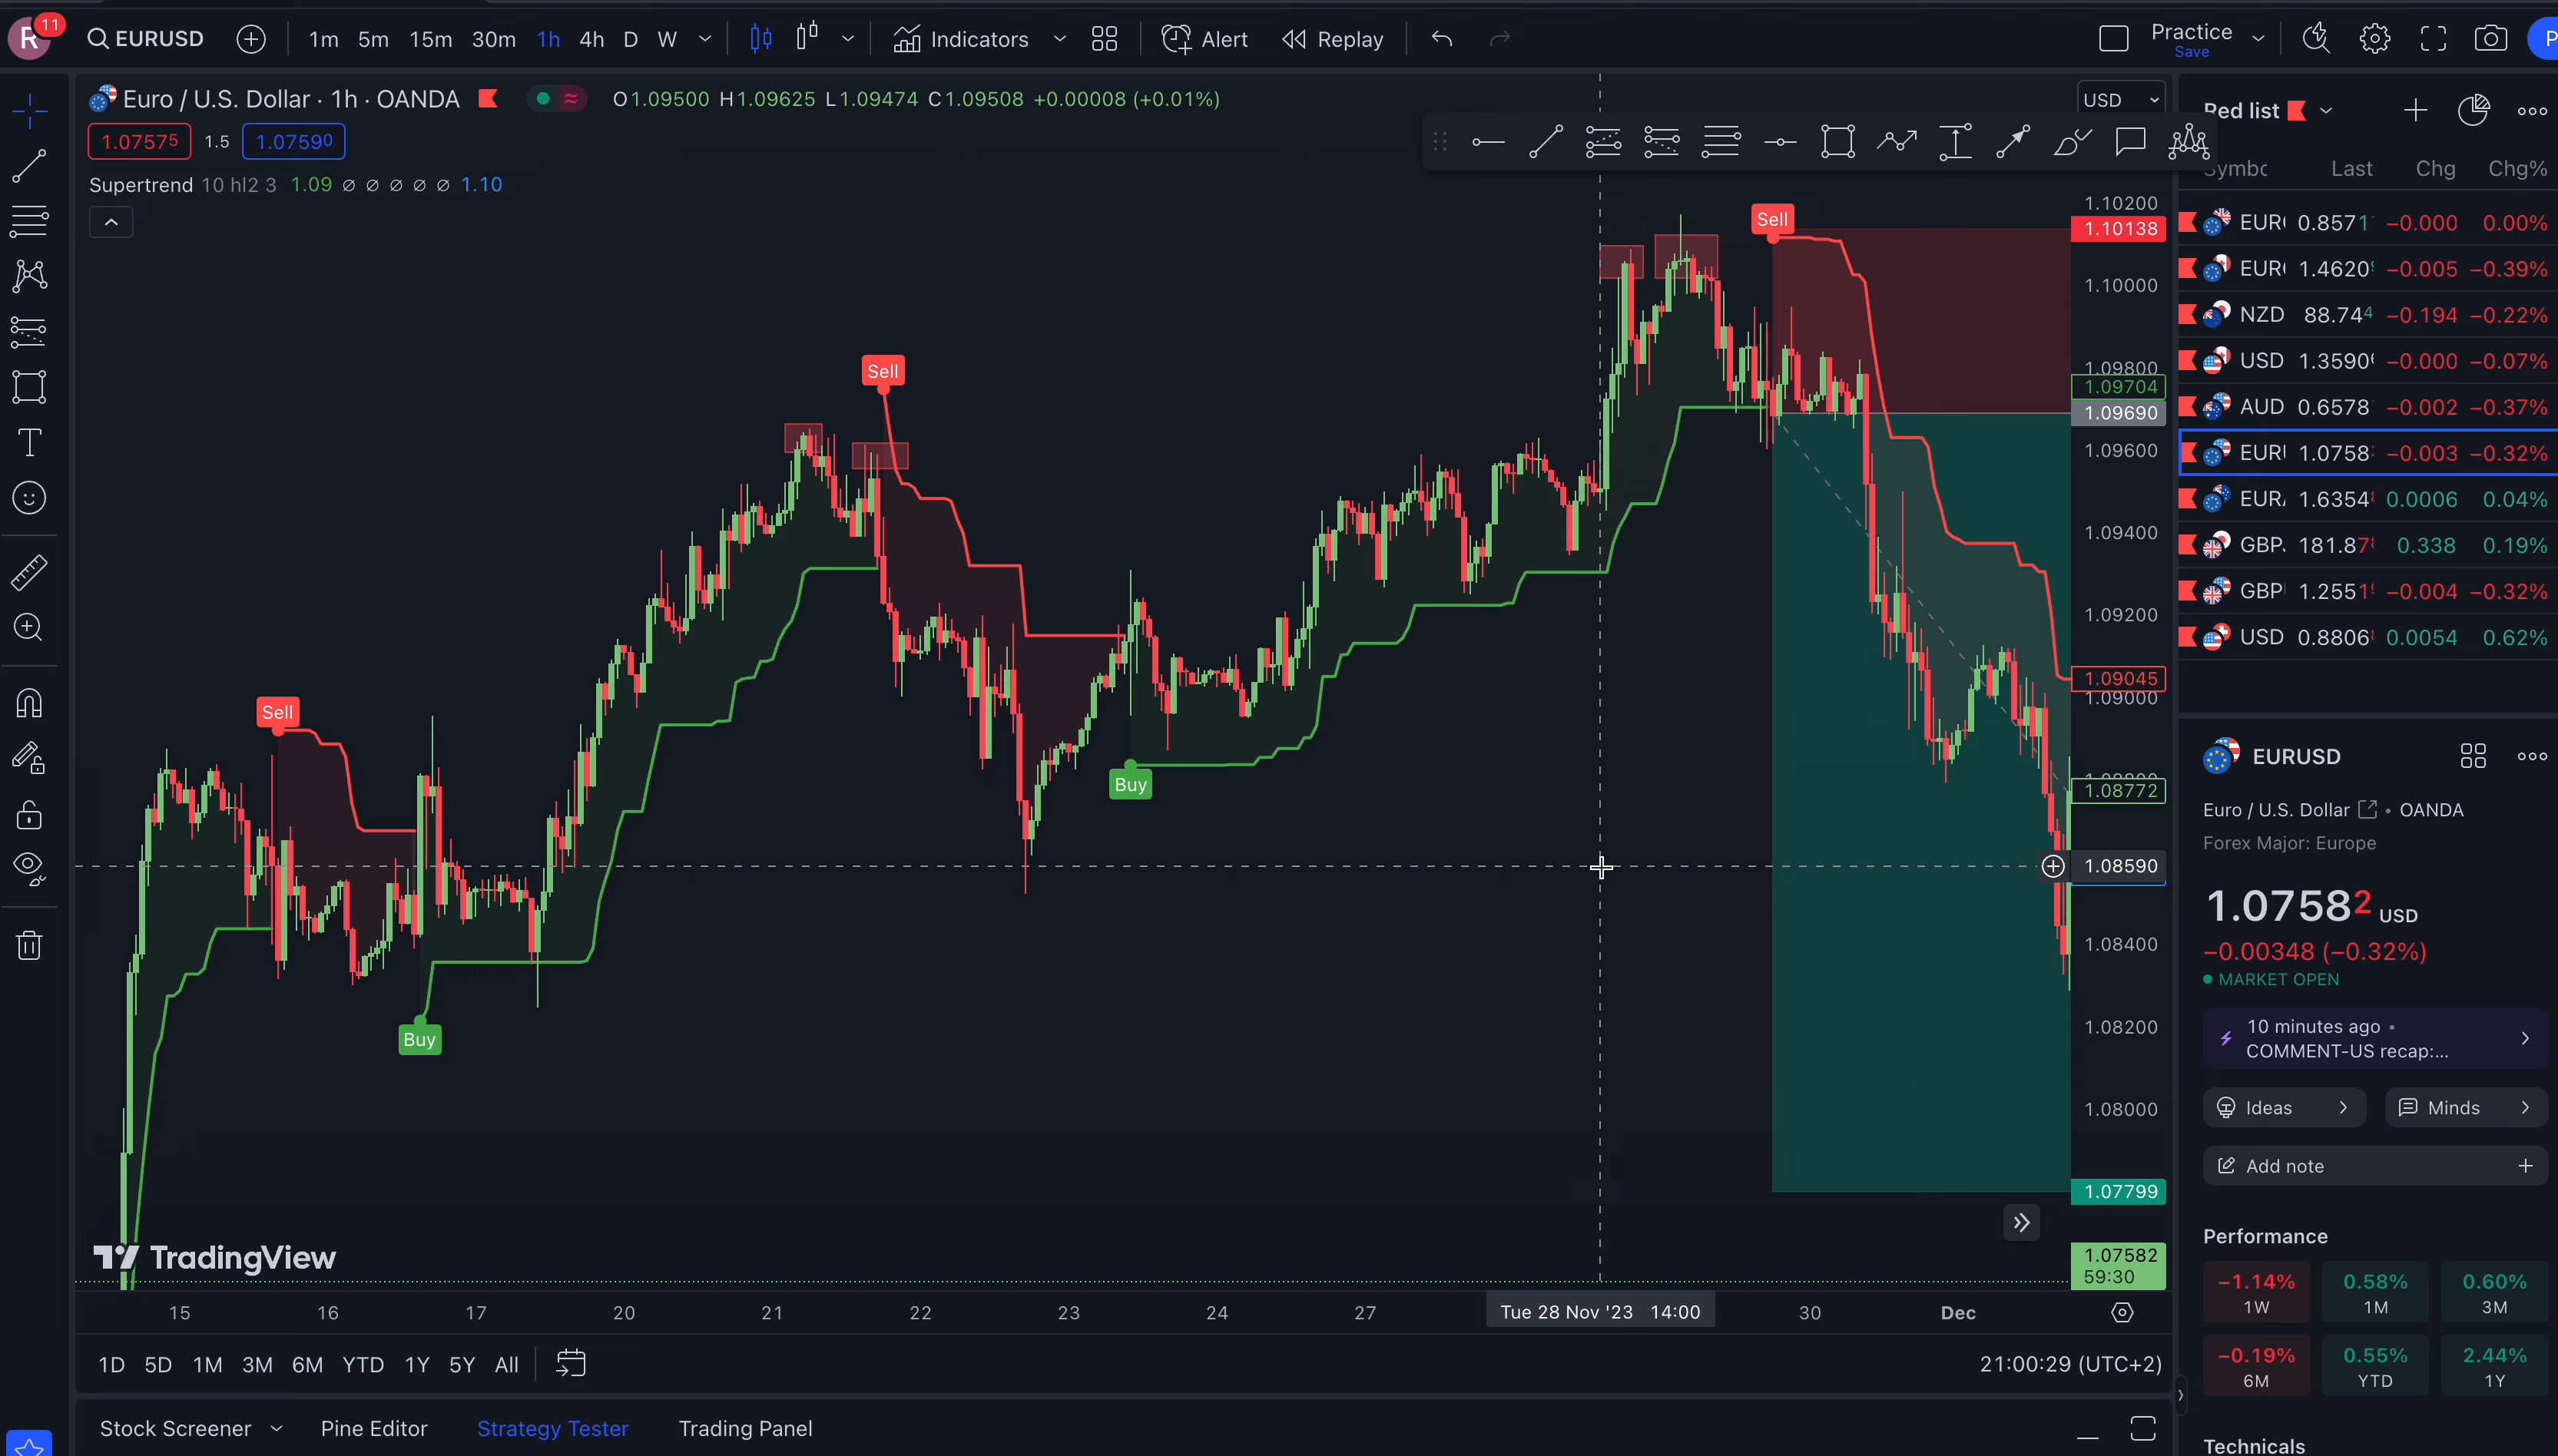 R 11
EURUSD 1m 5m 15m 30m 1h 4h D W Indicators Alert Replay Practice
Save
Euro / U.S. Dollar · 1h · OANDA O1.09500 H1.09625 L1.09474 C1.09508 +0.00008 (+0.01%)
1.07575 1.5 1.07590
Supertrend 10 hl2 3 1.09 ∅ ∅ ∅ ∅ ∅ 1.10
USD
Sell
Sell
Sell
Buy
Buy
1.10200
1.10138
1.10000
1.09800
1.09704
1.09690
1.09600
1.09400
1.09200
1.09045
1.09000
1.08772
1.08590
1.08400
1.08200
1.08000
1.07799
1.07582
59:30
TradingView
15 16 17 20 21 22 23 24 27 Tue 28 Nov '23 14:00 30 Dec
1D 5D 1M 3M 6M YTD 1Y 5Y All 21:00:29 (UTC+2)
Stock Screener Pine Editor Strategy Tester Trading Panel
Red list
Last Chg Chg%
EUR 0.8571 −0.000 0.00%
EUR 1.4620 −0.005 −0.39%
NZD 88.744 −0.194 −0.22%
USD 1.3590 −0.000 −0.07%
AUD 0.6578 −0.002 −0.37%
EUR 1.0758 −0.003 −0.32%
EUR 1.6354 0.0006 0.04%
GBP 181.87 0.338 0.19%
GBP 1.2551 −0.004 −0.32%
USD 0.8806 0.0054 0.62%
EURUSD
Euro / U.S. Dollar • OANDA
Forex Major: Europe
1.07582 USD
−0.00348 (−0.32%)
MARKET OPEN
10 minutes ago •
COMMENT-US recap:...
Ideas Minds
Add note
Performance
−1.14% 0.58% 0.60%
1W 1M 3M
−0.19% 0.55% 2.44%
6M YTD 1Y
Technicals